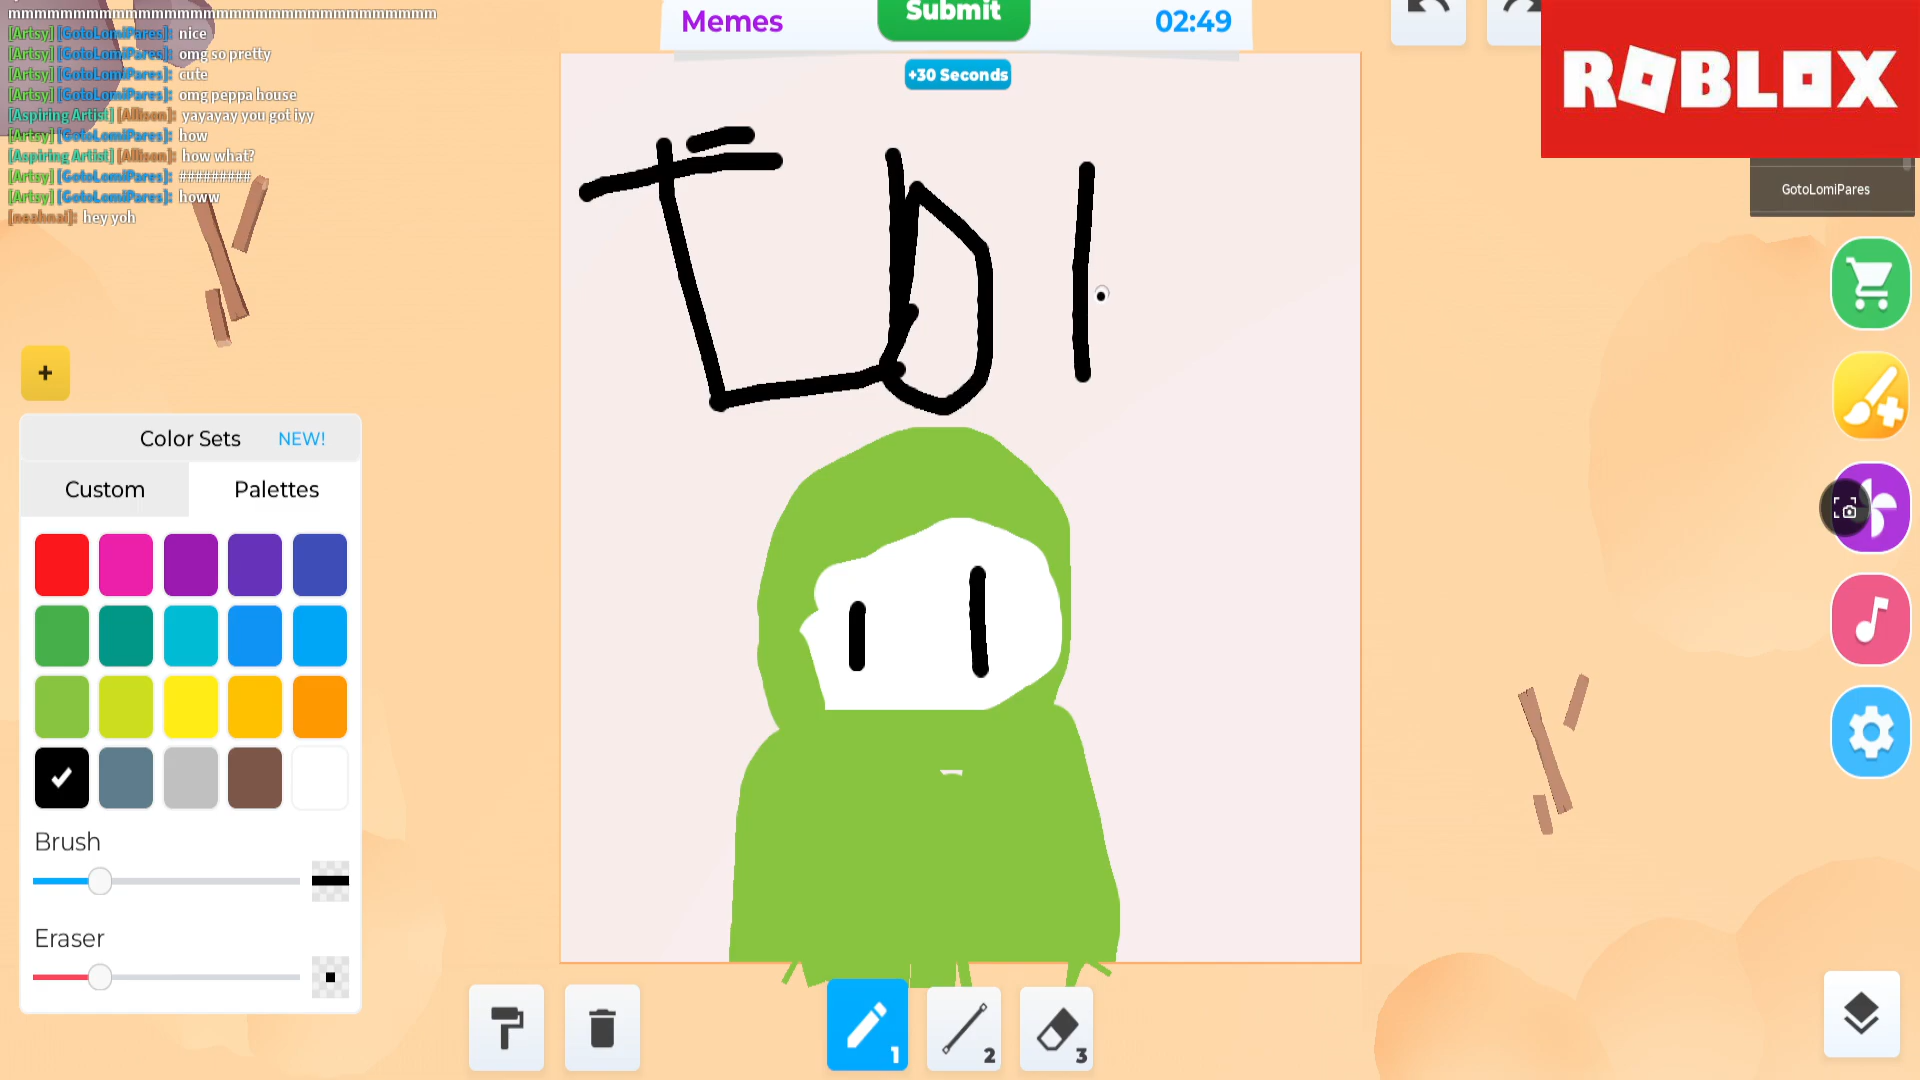 mmmmmmmmmmmmmmmmmmmmmmmmmmmmmmmmm
[Artsy] [GotoLomiPares]: nice
[Artsy] [GotoLomiPares]: omg so pretty
[Artsy] [GotoLomiPares]: cute
[Artsy] [GotoLomiPares]: omg peppa house
[Aspiring Artist] [Allison]: yayayay you got iyy
[Artsy] [GotoLomiPares]: how
[Aspiring Artist] [Allison]: how what?
[Artsy] [GotoLomiPares]: #########
[Artsy] [GotoLomiPares]: howw
[neahnai]: hey yoh
Memes
Submit
02:49
+30 Seconds
ROBLOX
GotoLomiPares
+
Color Sets NEW!
Custom Palettes
Brush
Eraser
1
2
3